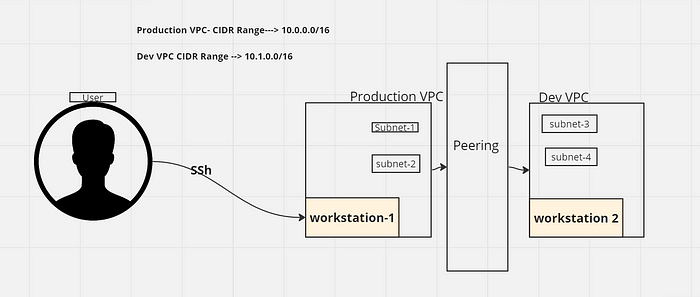 Production VPC- CIDR Range---> 10.0.0.0/16
Dev VPC CIDR Range --> 10.1.0.0/16
User
SSh
Production VPC
Subnet-1
subnet-2
workstation-1
Peering
Dev VPC
subnet-3
subnet-4
workstation 2